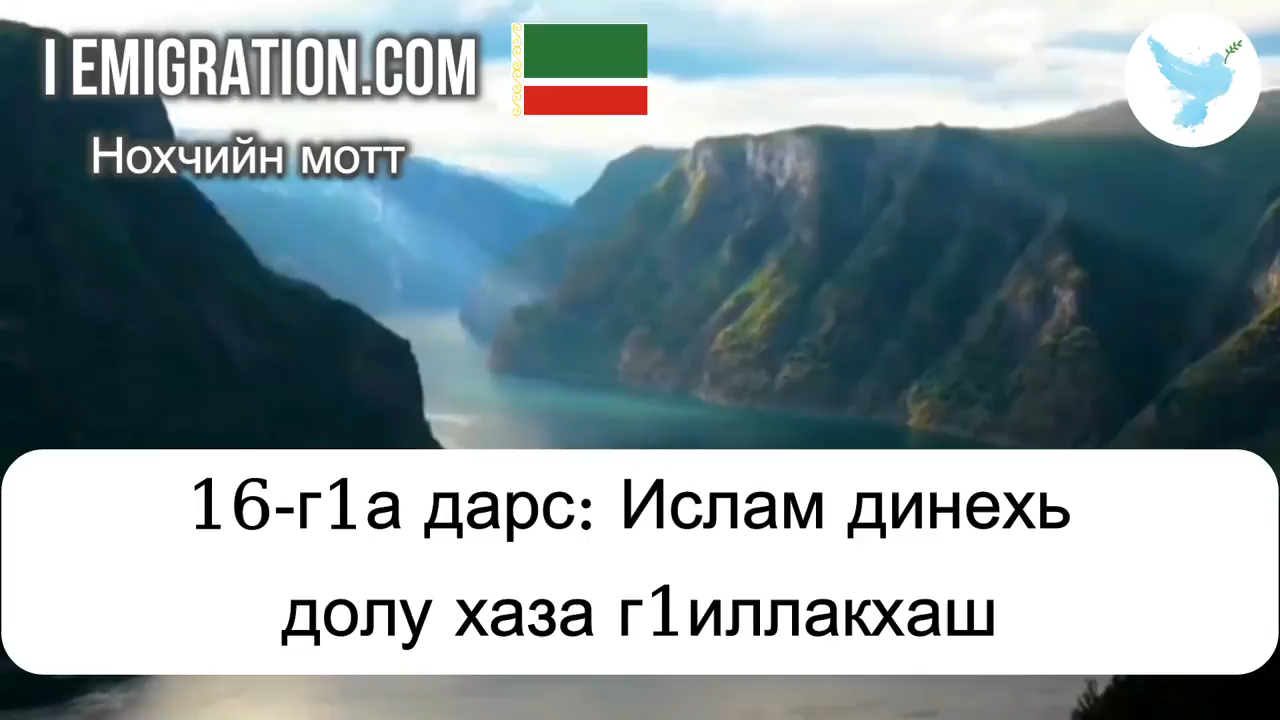 I EMIGRATION.COM
Нохчийн мотт
16-г1а дарс: Ислам динехь
долу хаза г1иллакхаш